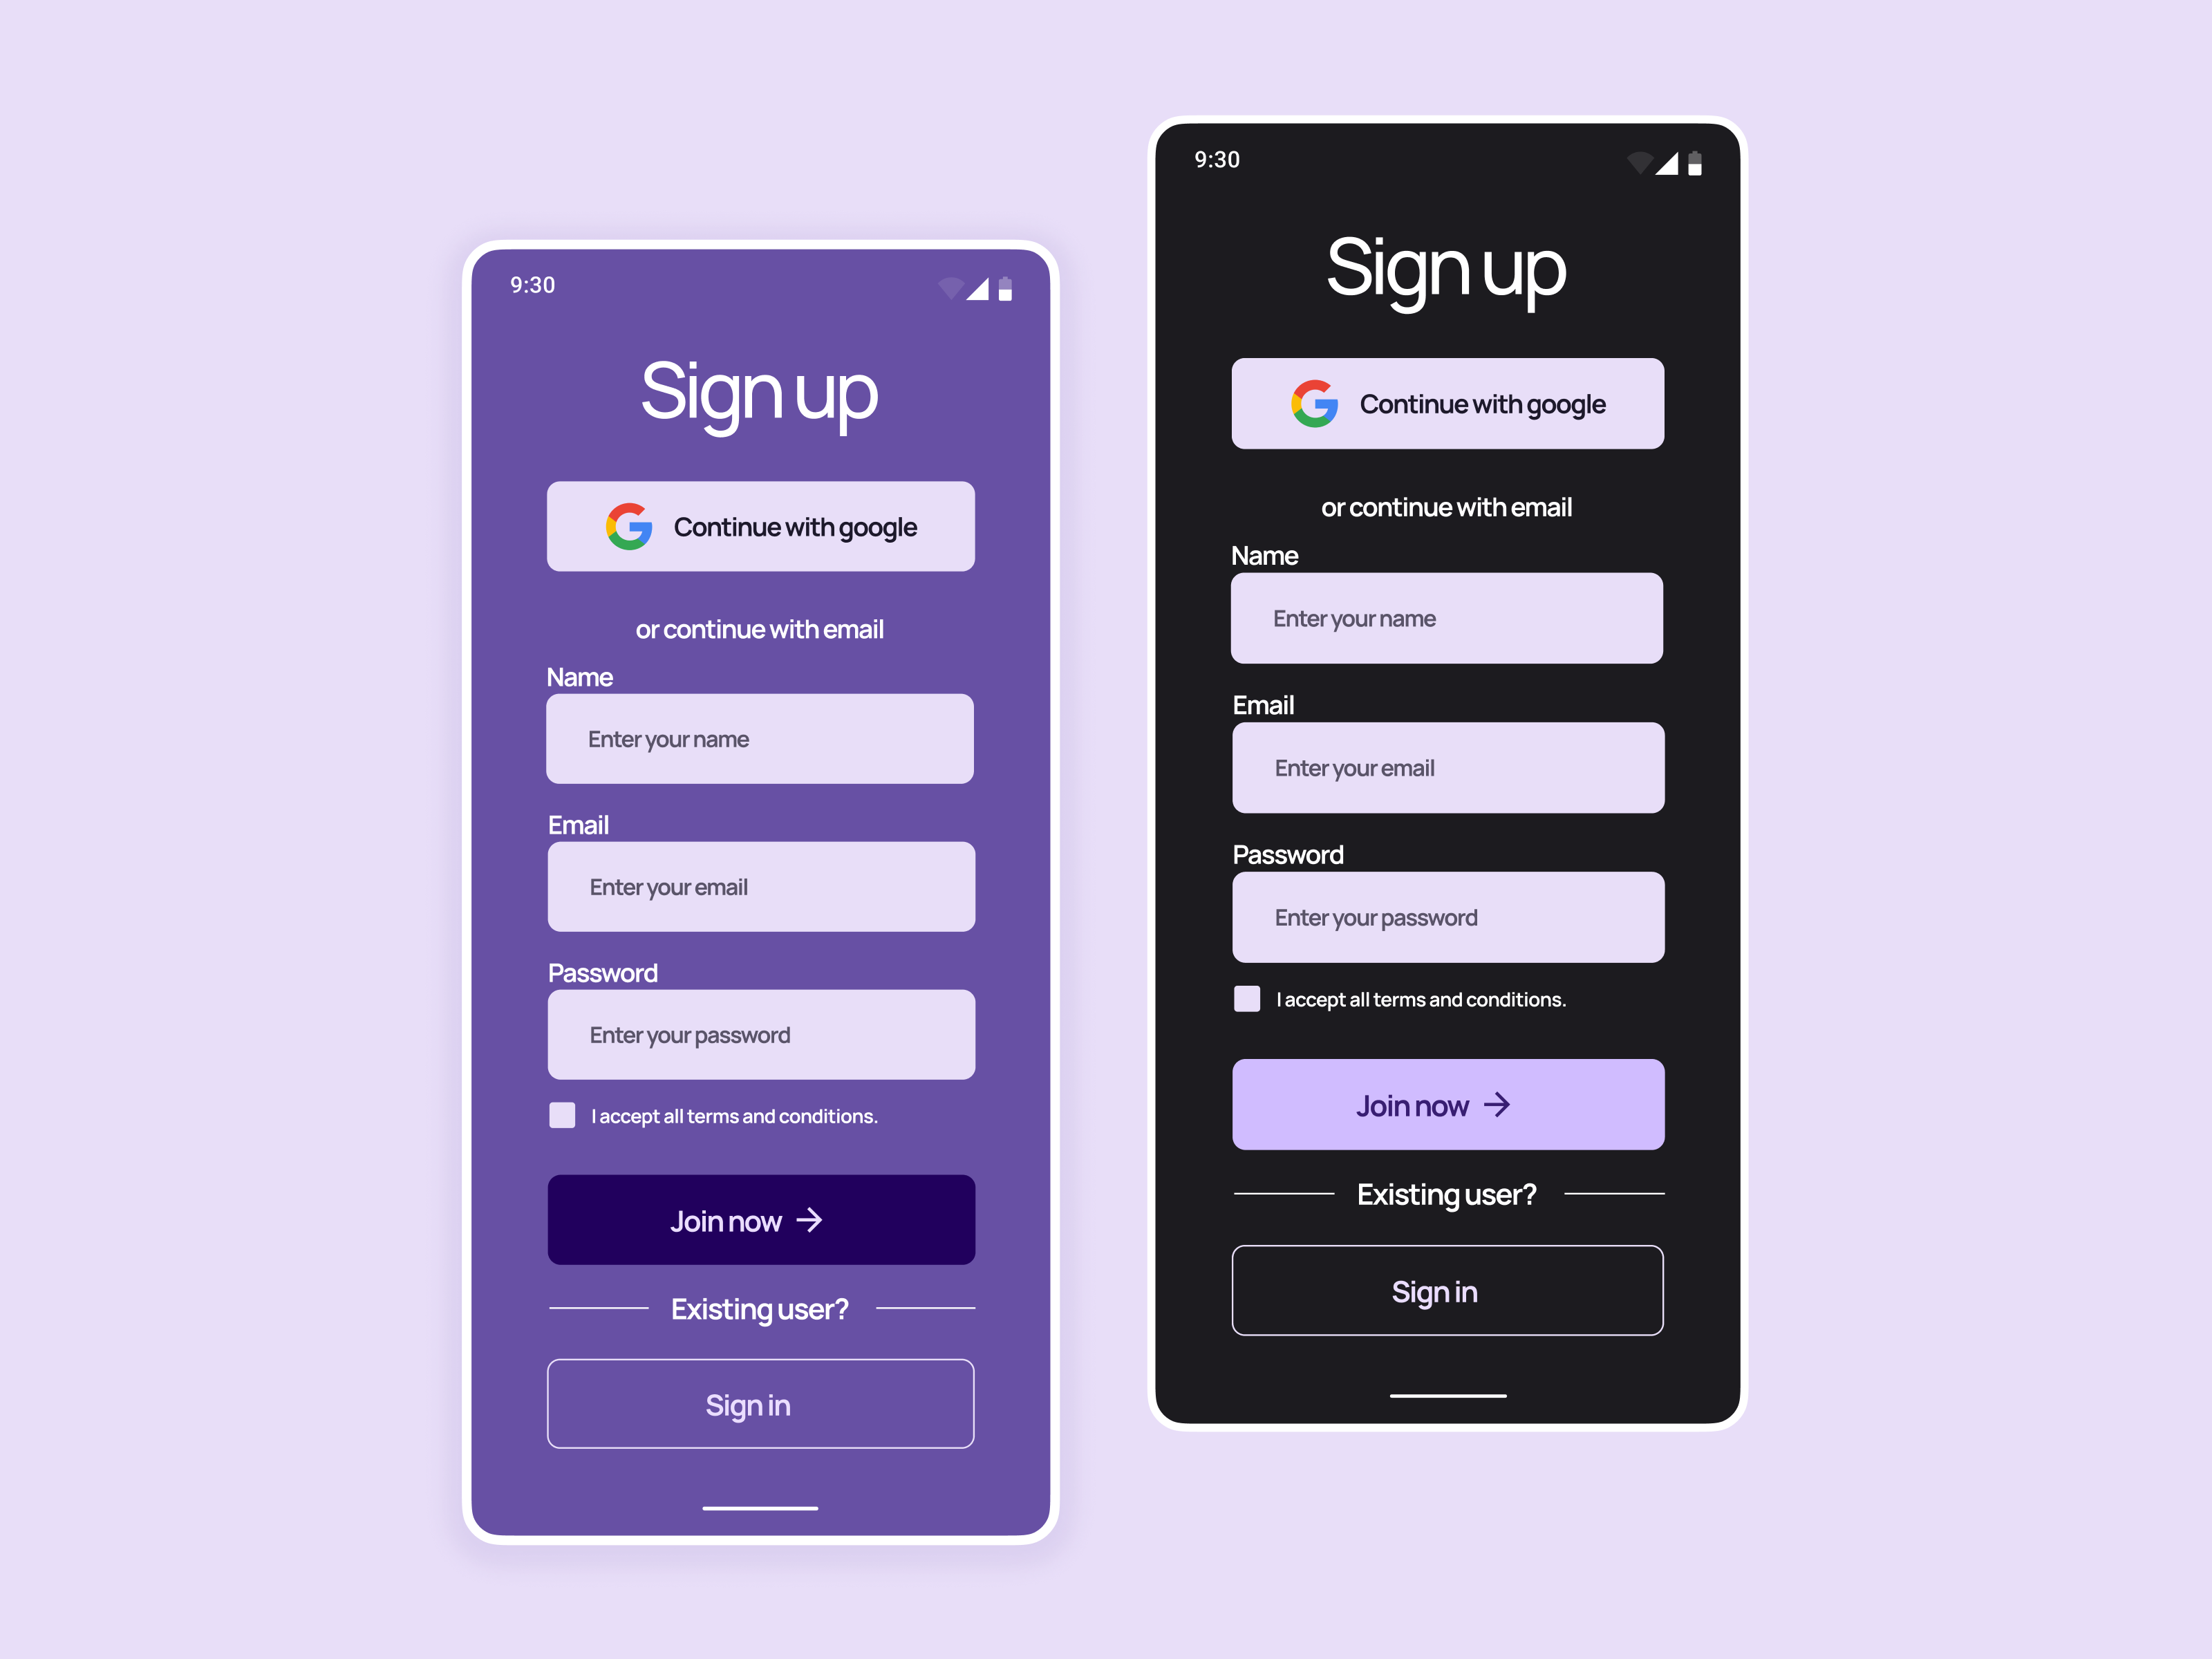 9:30
Sign up
Continue with google
or continue with email
Name
Enter your name
Email
Enter your email
Password
Enter your password
I accept all terms and conditions.
Join now →
Existing user?
Sign in
9:30
Sign up
Continue with google
or continue with email
Name
Enter your name
Email
Enter your email
Password
Enter your password
I accept all terms and conditions.
Join now →
Existing user?
Sign in